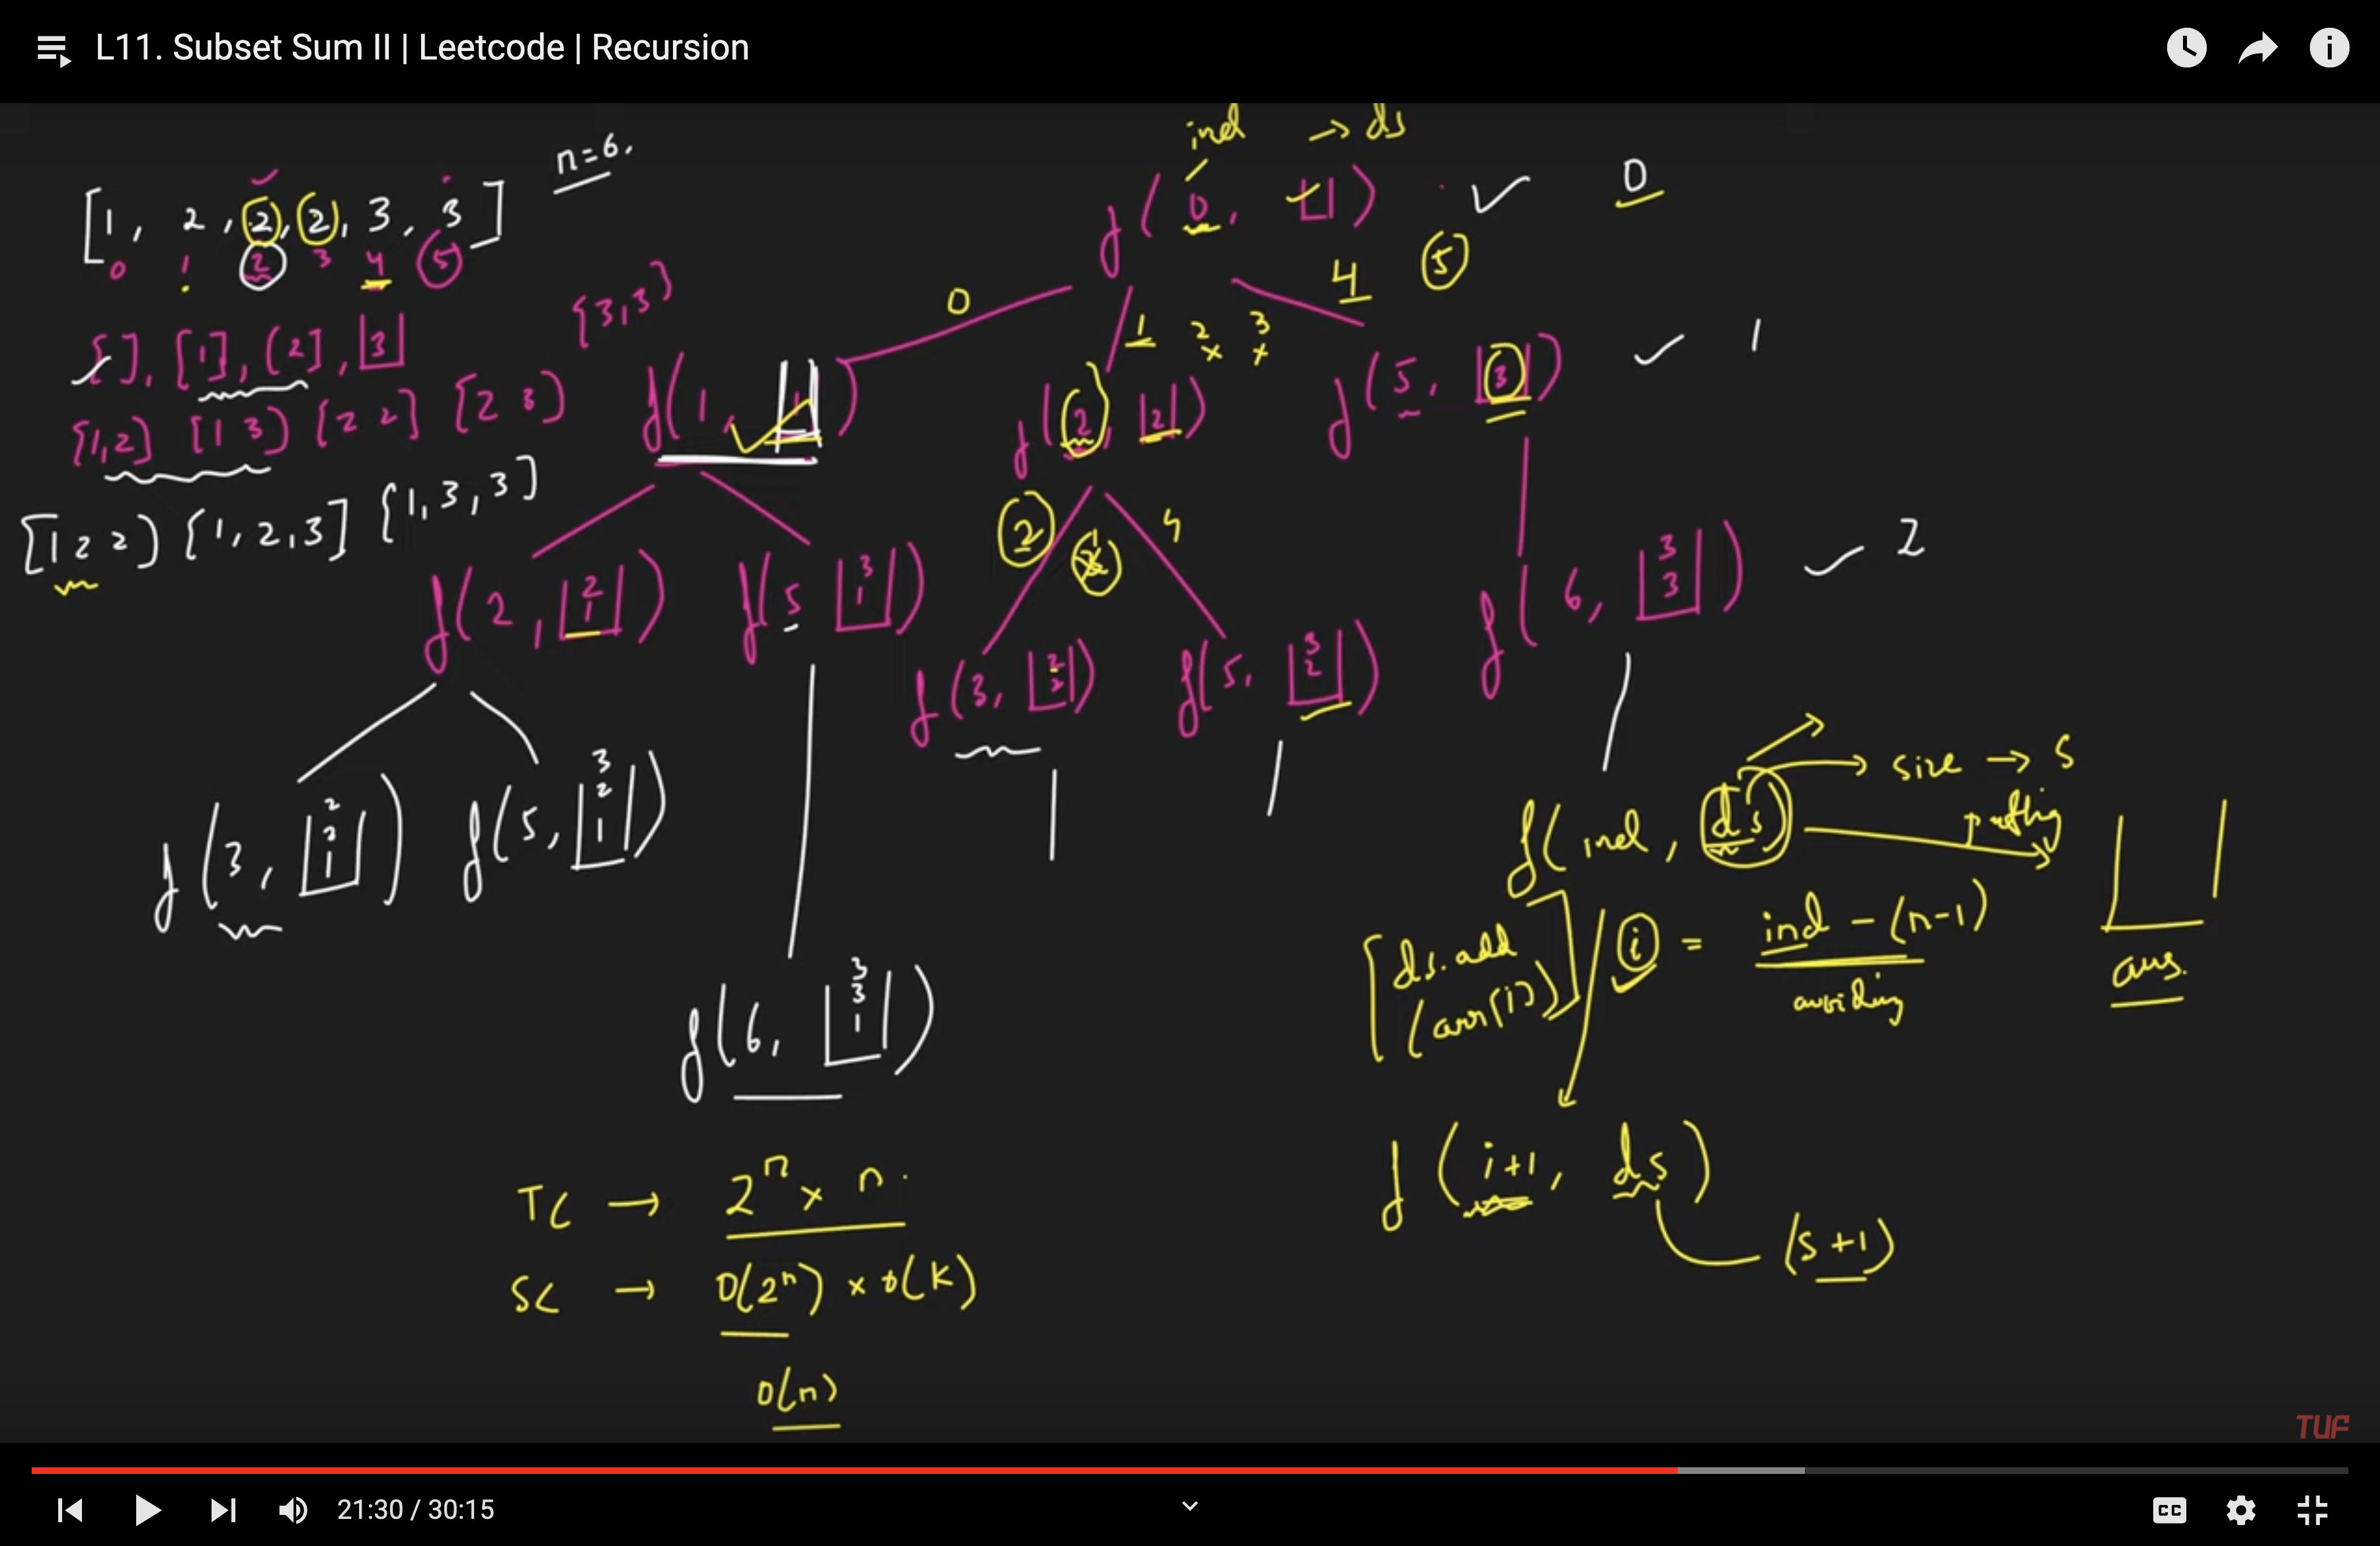 L11. Subset Sum II | Leetcode | Recursion
ind → ds
[1, 2, 2, 2, 3, 3] n=6.
0 1 2 3 4 5
f(0, [ ]) 0
0 1 2 3 4 5
[ ], [1], [2], [3] {3,3}
[1,2] [1 3] [2 2] [2 3]
[1 2 2] [1, 2, 3] [1, 3, 3]
f(1, [1]) f(2, [2]) f(5, [3]) 1
2 4
f(2, [2 1]) f(5 [3 1]) f(3, [2 2]) f(5, [3 2]) f(6, [3 3]) 2
f(3, [2 2 1]) f(5, [3 2 1])
f(6, [3 3 1])
f(ind, ds) size → s
putting
ans.
ds.add
(arr[i])
i = ind - (n-1)
avoiding
f(i+1, ds)
(s+1)
TC → 2ⁿ x n.
SC → O(2ⁿ) x O(k)
O(n)
TUF
21:30 / 30:15
CC